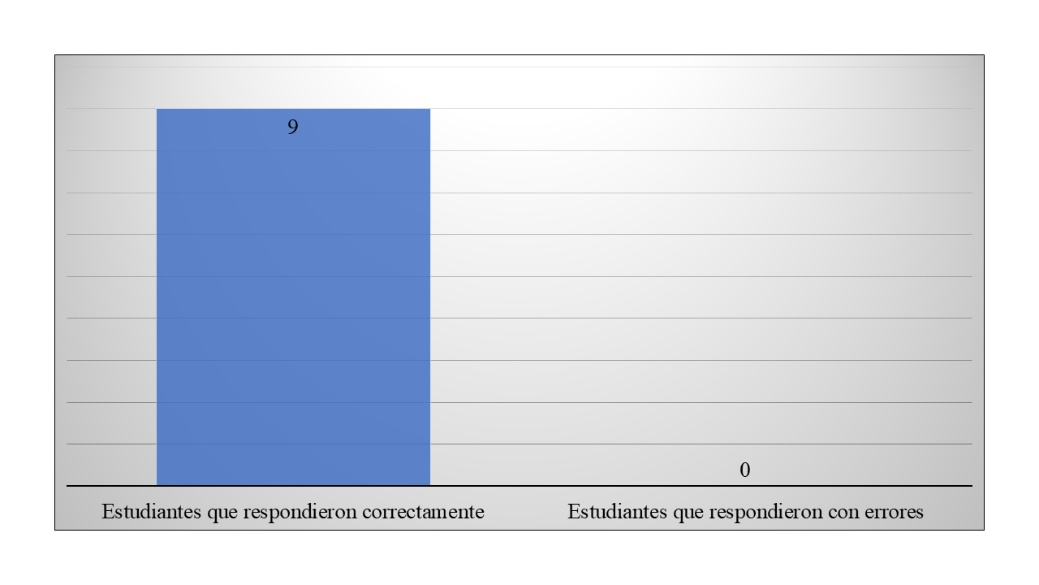 9
0
Estudiantes que respondieron correctamente
Estudiantes que respondieron con errores